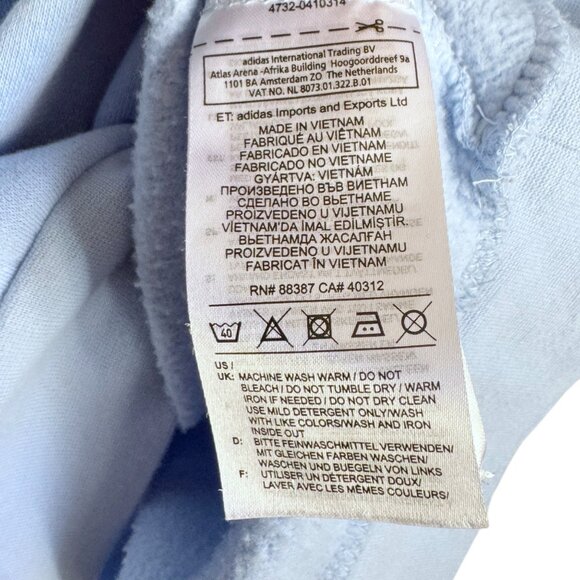 4732-0410314
adidas International Trading BV
Atlas Arena -Afrika Building Hoogoorddreef 9a
1101 BA Amsterdam ZO The Netherlands
VAT NO. NL 8073.01.322.B.01
ET: adidas Imports and Exports Ltd
MADE IN VIETNAM
FABRIQUÉ AU VIÊTNAM
FABRICADO EN VIETNAM
FABRICADO NO VIETNAME
GYÁRTVA: VIETNÁM
ПРОИЗВЕДЕНО ВЪВ ВИЕТНАМ
СДЕЛАНО ВО ВЬЕТНАМЕ
PROIZVEDENO U VIJETNAMU
VİETNAM'DA İMAL EDİLMİŞTİR.
ВЬЕТНАМДА ЖАСАЛҒАН
PROIZVEDENO U VIJETNAMU
FABRICAT ÎN VIETNAM
RN# 88387 CA# 40312
40
US /
UK: MACHINE WASH WARM / DO NOT
BLEACH / DO NOT TUMBLE DRY / WARM
IRON IF NEEDED / DO NOT DRY CLEAN
USE MILD DETERGENT ONLY/WASH
WITH LIKE COLORS/WASH AND IRON
INSIDE OUT
D: BITTE FEINWASCHMITTEL VERWENDEN/
MIT GLEICHEN FARBEN WASCHEN/
WASCHEN UND BUEGELN VON LINKS
F: UTILISER UN DÉTERGENT DOUX/
LAVER AVEC LES MÊMES COULEURS/